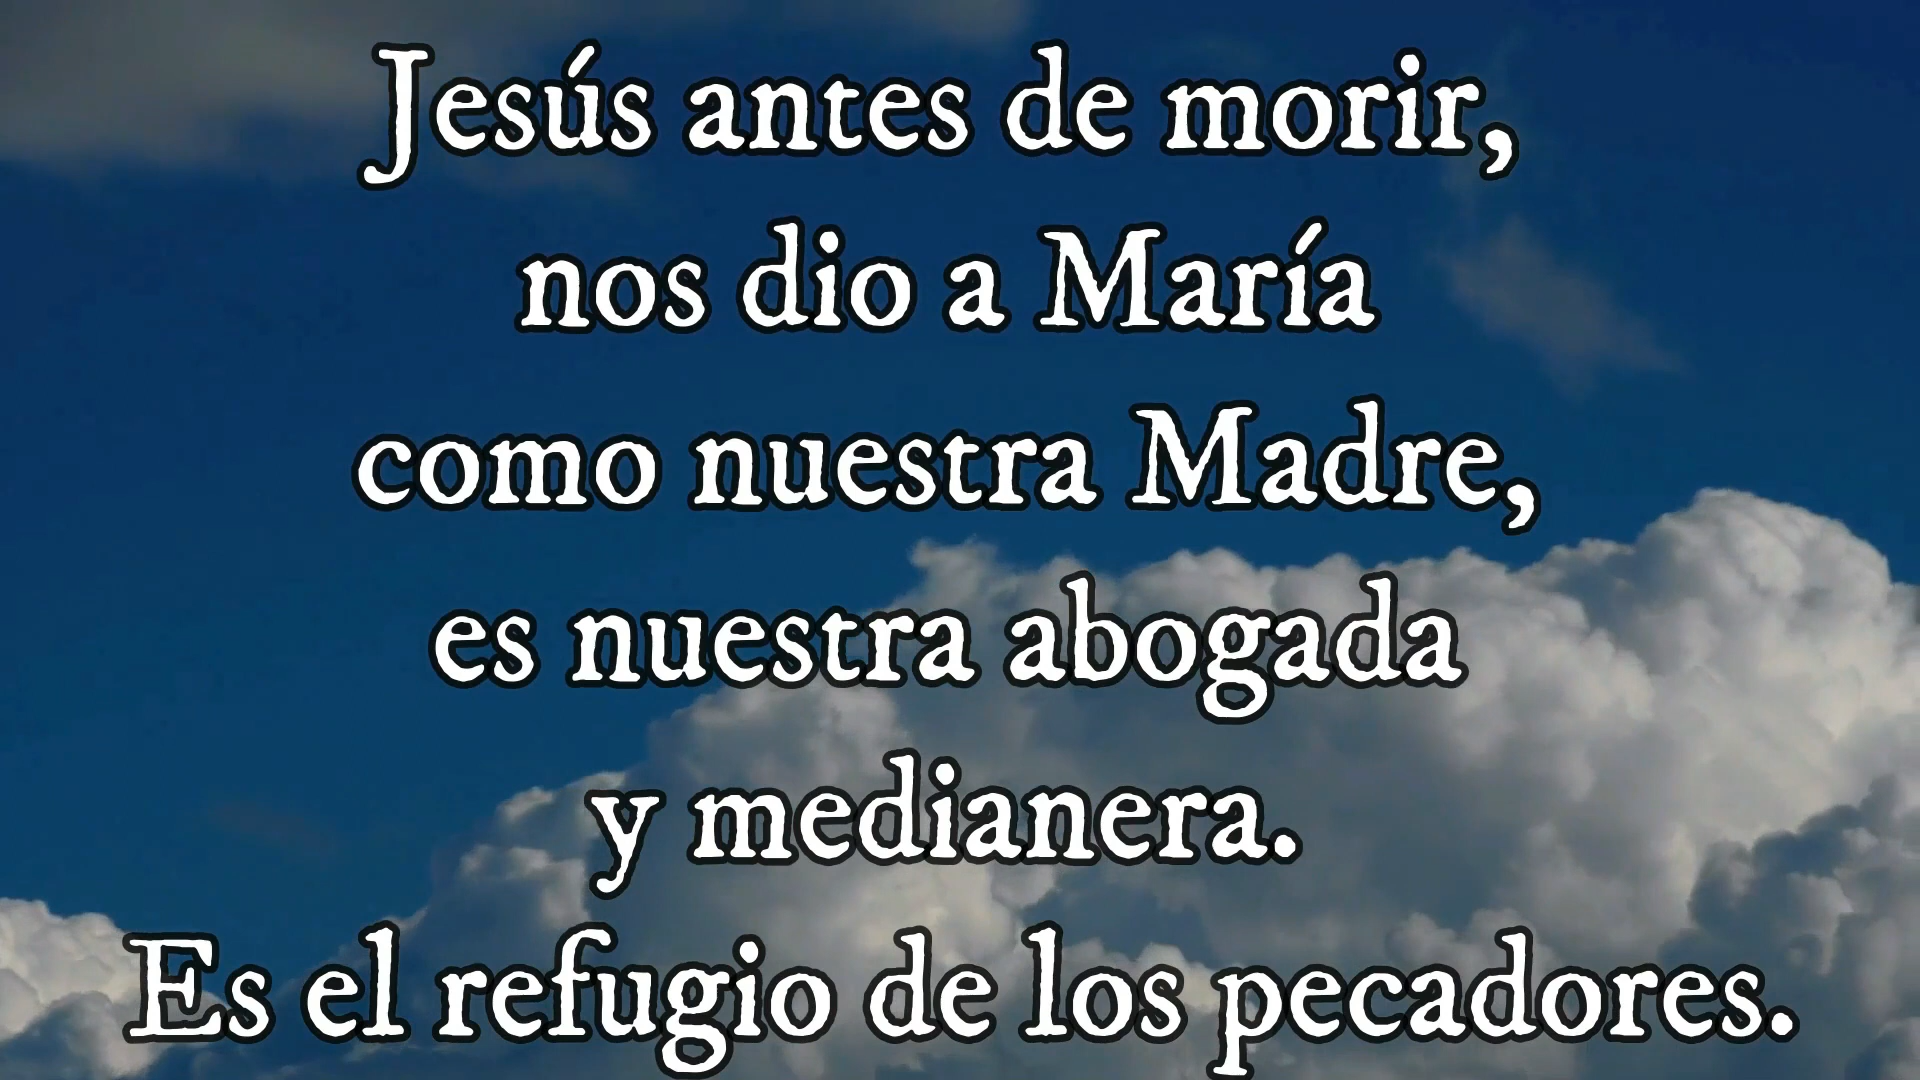 Jesús antes de morir,
nos dio a María
como nuestra Madre,
es nuestra abogada
y medianera.
Es el refugio de los pecadores.